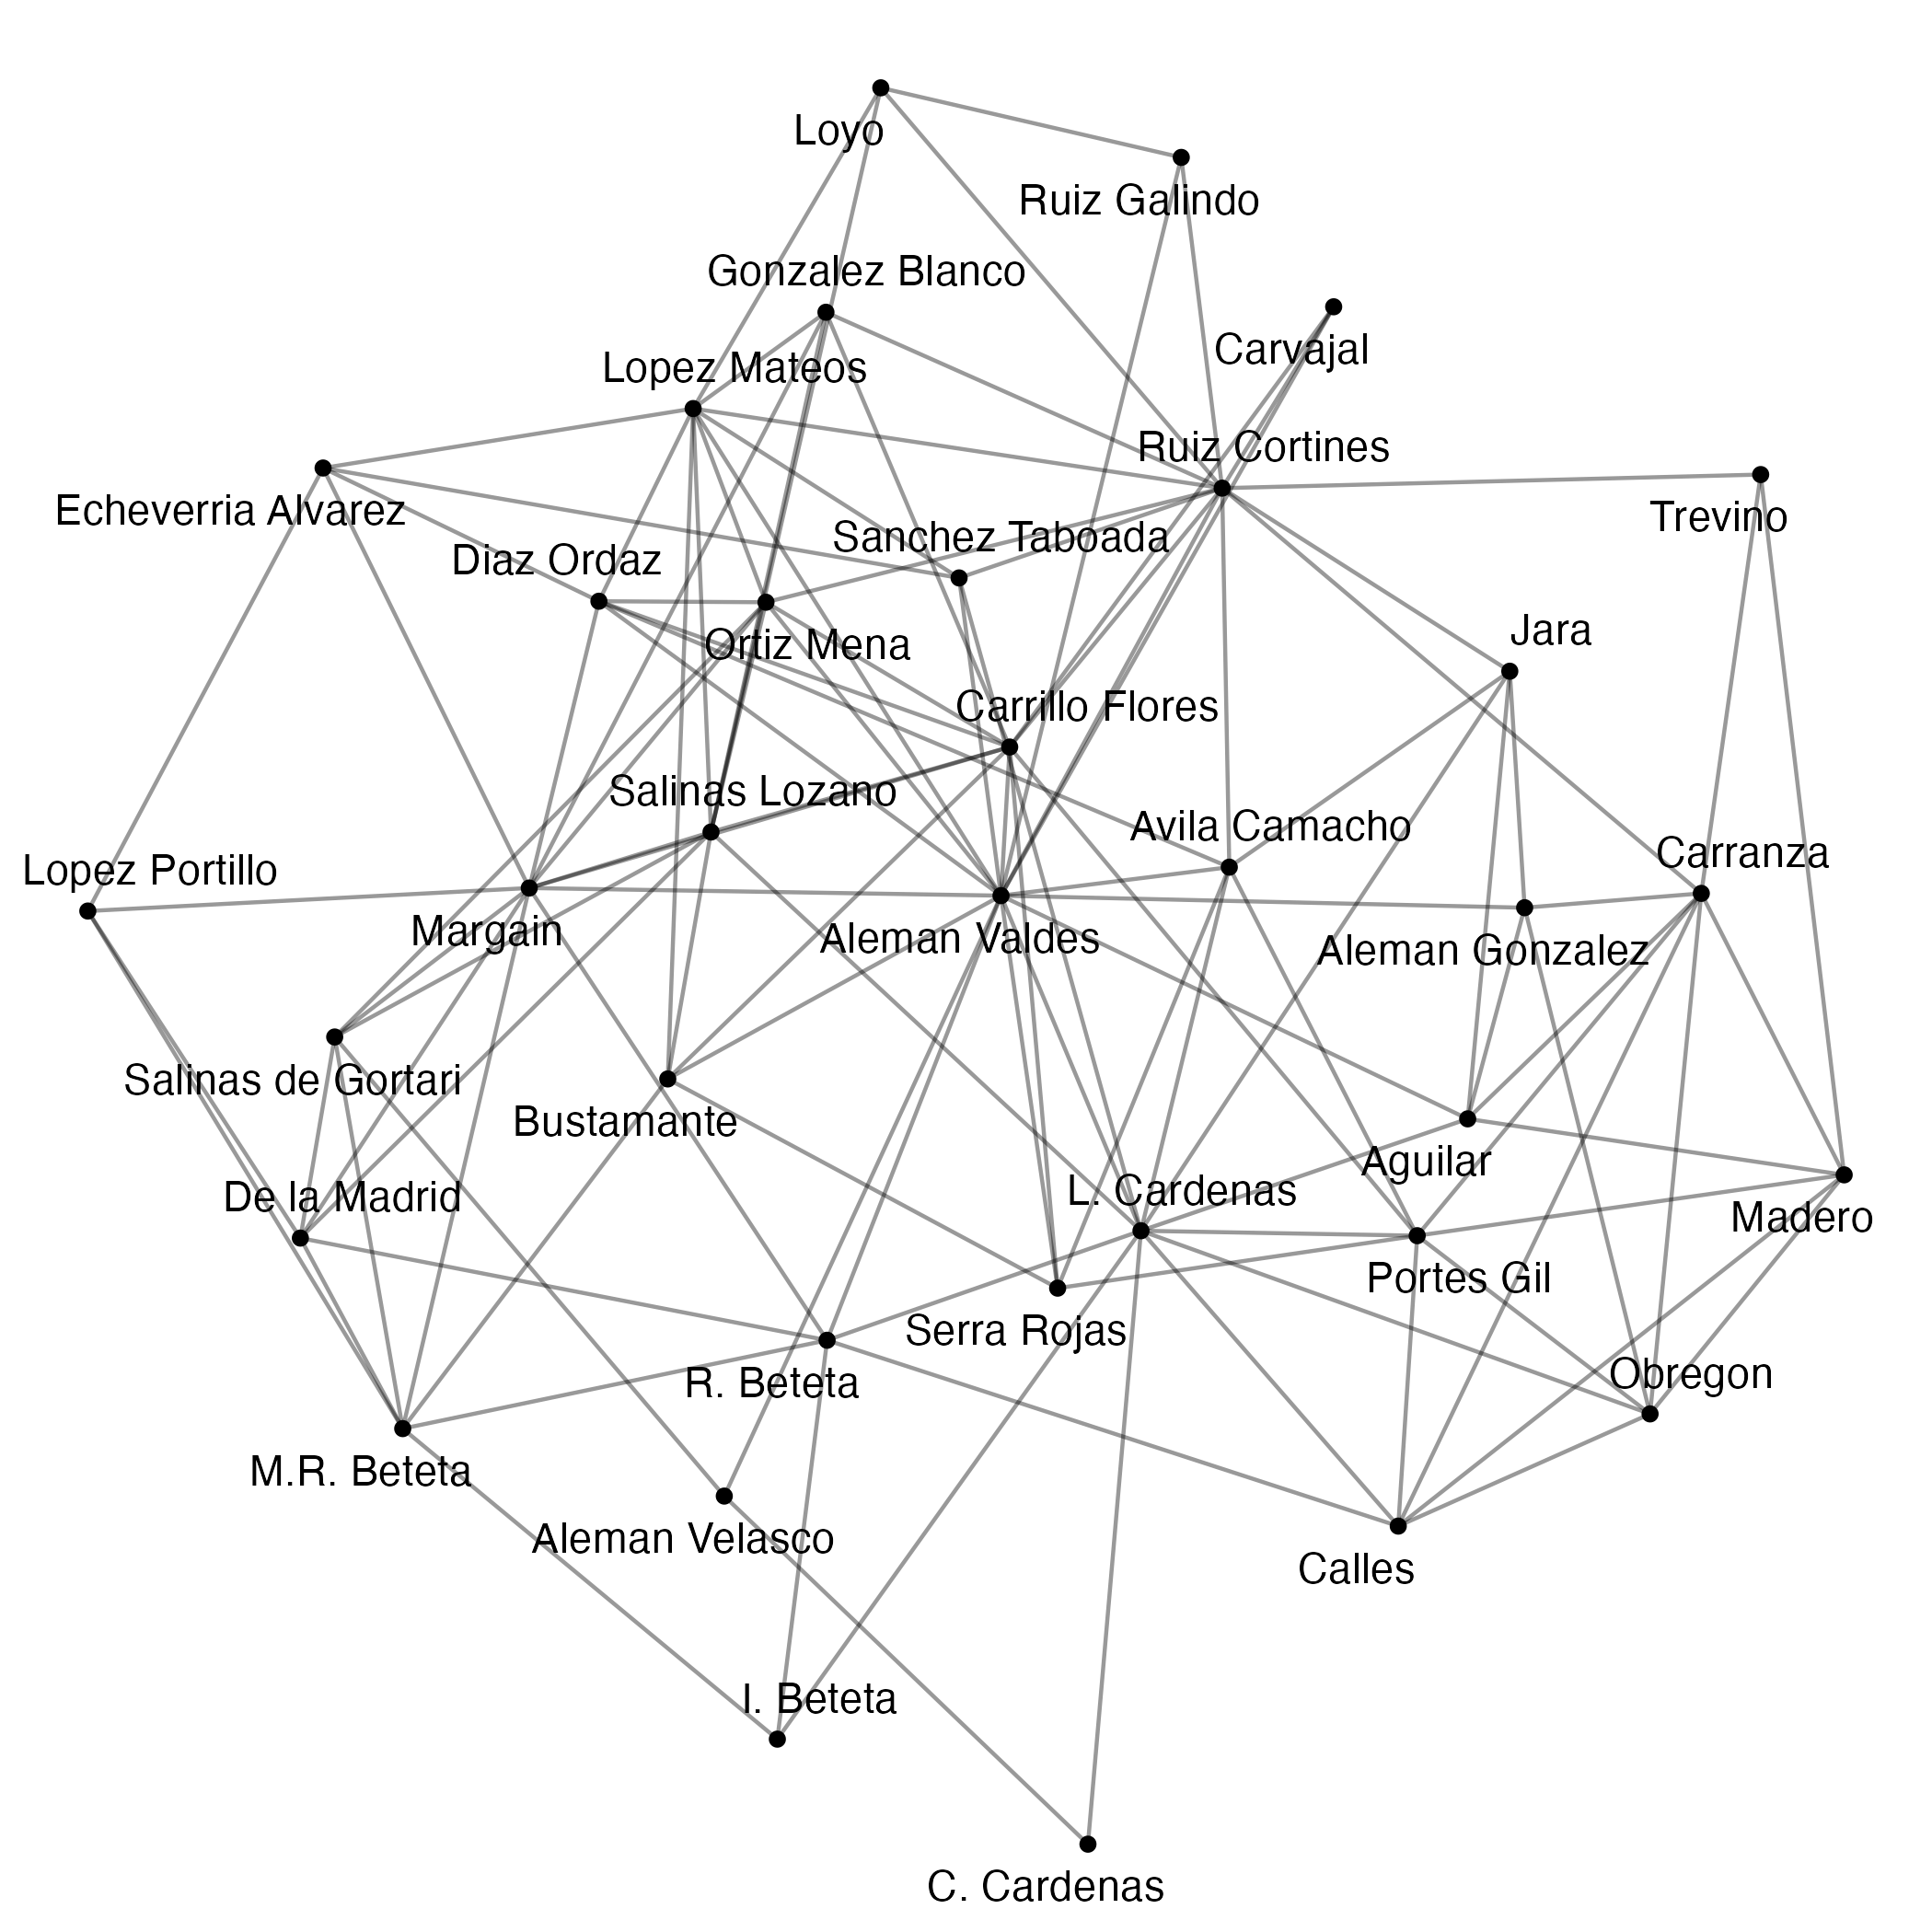 Loyo
Ruiz Galindo
Gonzalez Blanco
Carvajal
Lopez Mateos
Ruiz Cortines
Echeverria Alvarez
Trevino
Sanchez Taboada
Diaz Ordaz
Jara
Ortiz Mena
Carrillo Flores
Salinas Lozano
Avila Camacho
Carranza
Lopez Portillo
Margain
Aleman Valdes
Aleman Gonzalez
Salinas de Gortari
Bustamante
Aguilar
De la Madrid
L. Cardenas
Madero
Portes Gil
Serra Rojas
Obregon
R. Beteta
M.R. Beteta
Aleman Velasco
Calles
I. Beteta
C. Cardenas